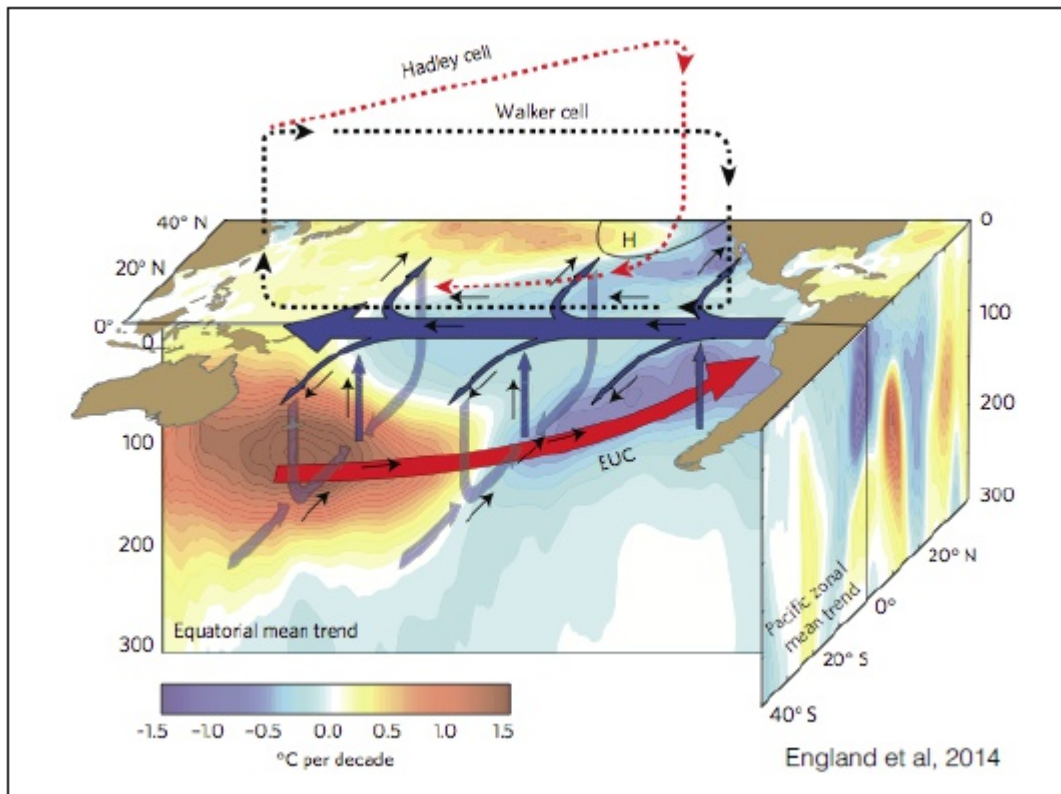 Hadley cell
Walker cell
40° N
20° N
0°
H
0
100
200
300
0
100
200
300
EUC
20° N
0°
20° S
40° S
Pacific zonal
mean trend
Equatorial mean trend
-1.5 -1.0 -0.5 0.0 0.5 1.0 1.5
°C per decade
England et al, 2014